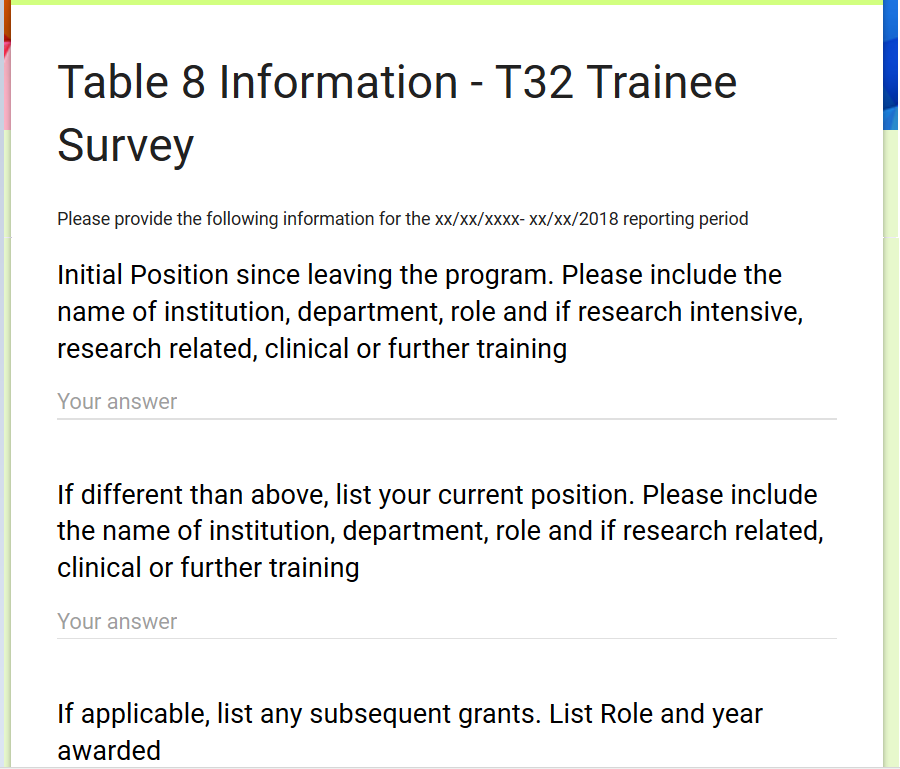 Table 8 Information - T32 Trainee
Survey
Please provide the following information for the xx/xx/xxxx- xx/xx/2018 reporting period
Initial Position since leaving the program. Please include the
name of institution, department, role and if research intensive,
research related, clinical or further training
Your answer
If different than above, list your current position. Please include
the name of institution, department, role and if research related,
clinical or further training
Your answer
If applicable, list any subsequent grants. List Role and year
awarded